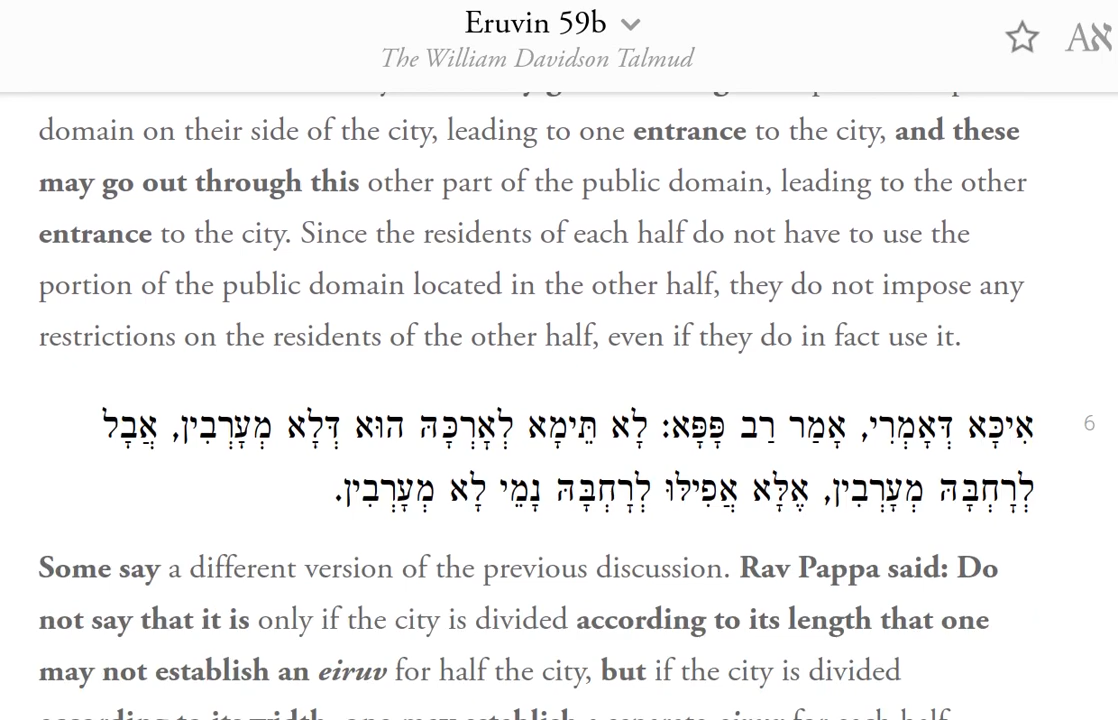 Eruvin 59b
The William Davidson Talmud
Aא
domain on their side of the city, leading to one entrance to the city, and these
may go out through this other part of the public domain, leading to the other
entrance to the city. Since the residents of each half do not have to use the
portion of the public domain located in the other half, they do not impose any
restrictions on the residents of the other half, even if they do in fact use it.
אִיכָּא דְּאָמְרִי, אָמַר רַב פָּפָּא: לָא תֵּימָא לְאׇרְכָּהּ הוּא דְּלָא מְעָרְבִין, אֲבָל
6
לְרׇחְבָּהּ מְעָרְבִין, אֶלָּא אֲפִילּוּ לְרׇחְבָּהּ נָמֵי לָא מְעָרְבִין.
Some say a different version of the previous discussion. Rav Pappa said: Do
not say that it is only if the city is divided according to its length that one
may not establish an eiruv for half the city, but if the city is divided